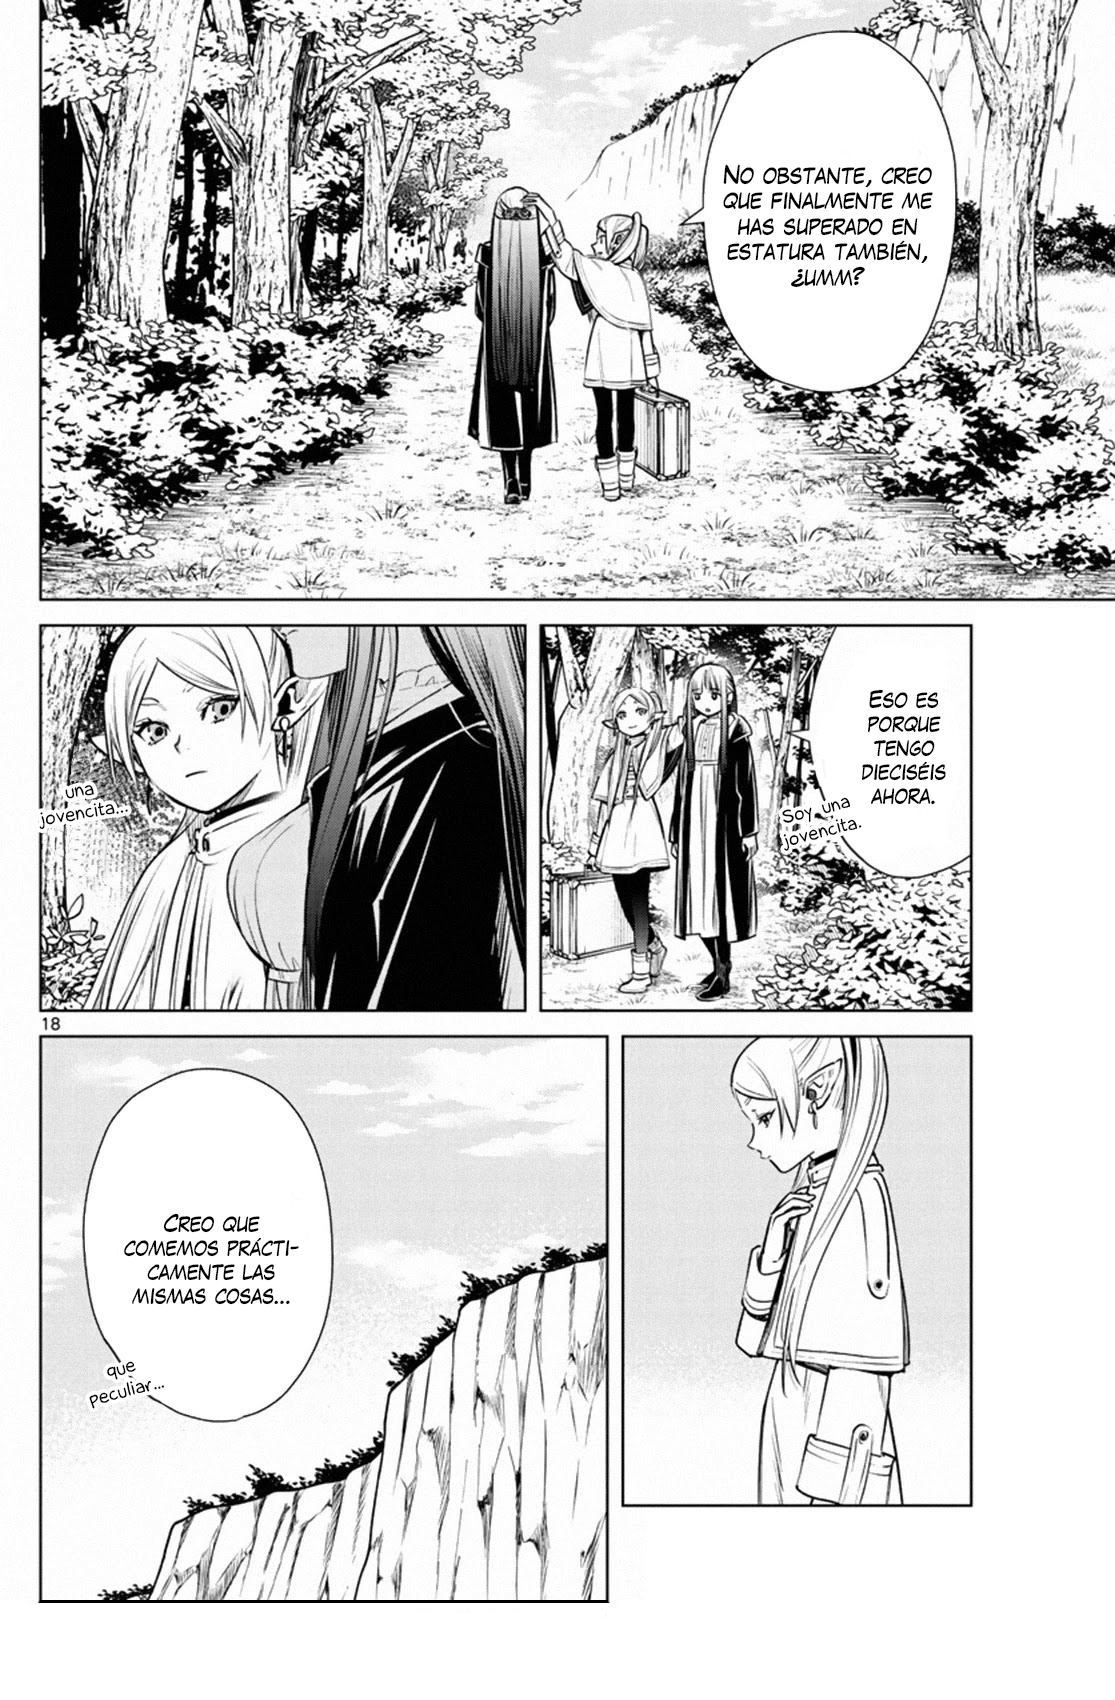 NO OBSTANTE, CREO
QUE FINALMENTE ME
HAS SUPERADO EN
ESTATURA TAMBIÉN,
¿UMM?
ESO ES
PORQUE
TENGO
DIECISÉIS
AHORA.
Soy una
jovencita.
una
jovencita...
18
CREO QUE
COMEMOS PRÁCTI-
CAMENTE LAS
MISMAS COSAS...
que
peculiar...